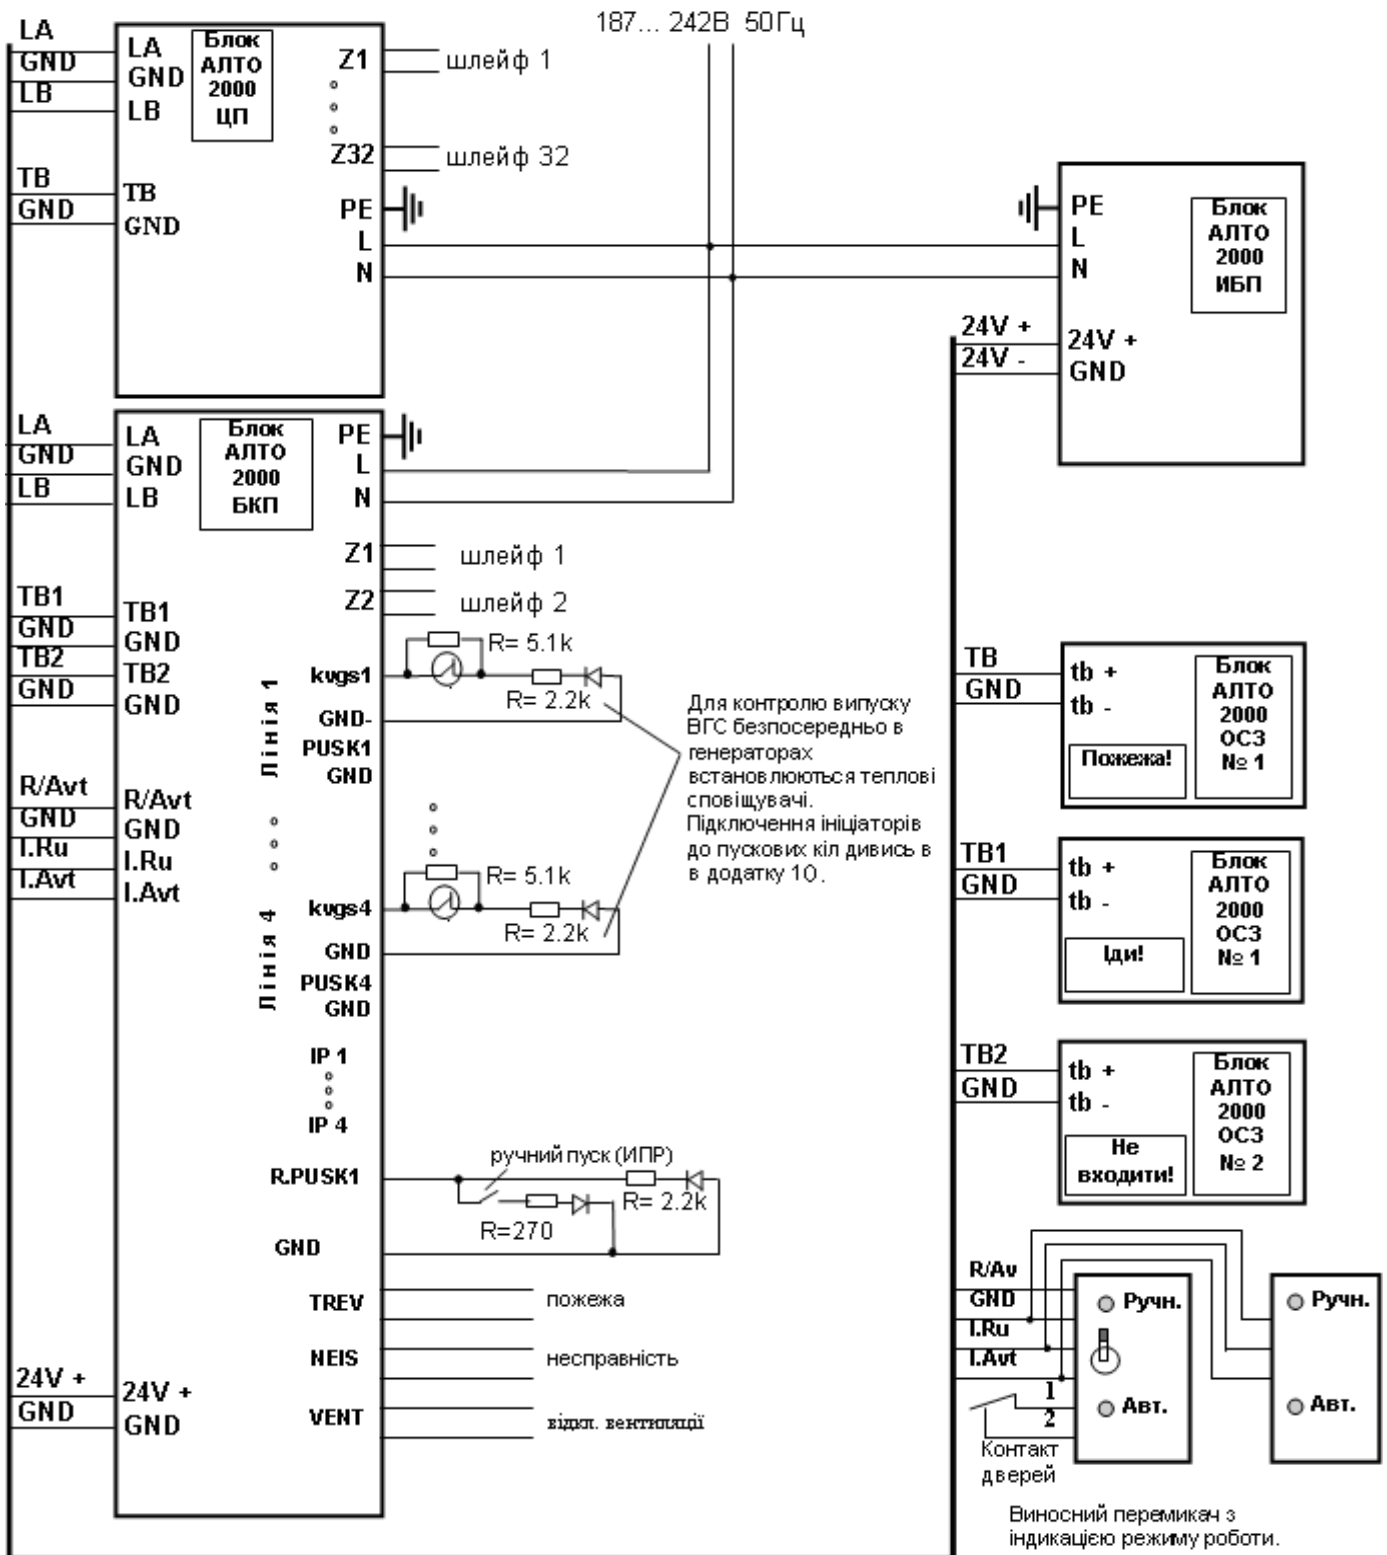 187... 242В 50Гц
LA
GND
LB
TB
GND
LA
GND
LB
TB
GND
Блок
АЛТО
2000
ЦП
Z1
шлейф 1
Z32
шлейф 32
PE
L
N
PE
L
N
24V +
GND
Блок
АЛТО
2000
ИБП
24V +
24V -
LA
GND
LB
TB1
GND
TB2
GND
R/Avt
GND
I.Ru
I.Avt
24V +
GND
LA
GND
LB
TB1
GND
TB2
GND
R/Avt
GND
I.Ru
I.Avt
24V +
GND
Блок
АЛТО
2000
БКП
PE
L
N
Z1
шлейф 1
Z2
шлейф 2
Лінія 1
kvgs1
R= 5.1k
R= 2.2k
GND-
PUSK1
GND
Лінія 4
kvgs4
R= 5.1k
R= 2.2k
GND
PUSK4
GND
Для контролю випуску
ВГС безпосередньо в
генераторах
встановлюються теплові
сповіщувачі.
Підключення ініціаторів
до пускових кіл дивись в
в додатку 10.
IP 1
IP 4
ручний пуск (ИПР)
R.PUSK1
R= 2.2k
R=270
GND
TREV
пожежа
NEIS
несправність
VENT
відкл. вентиляції
TB
GND
tb +
tb -
Пожежа!
Блок
АЛТО
2000
ОСЗ
№ 1
TB1
GND
tb +
tb -
Іди!
Блок
АЛТО
2000
ОСЗ
№ 1
TB2
GND
tb +
tb -
Не
входити!
Блок
АЛТО
2000
ОСЗ
№ 2
R/Av
GND
I.Ru
I.Avt
1
2
Ручн.
Авт.
Ручн.
Авт.
Контакт
дверей
Виносний перемикач з
індикацією режиму роботи.